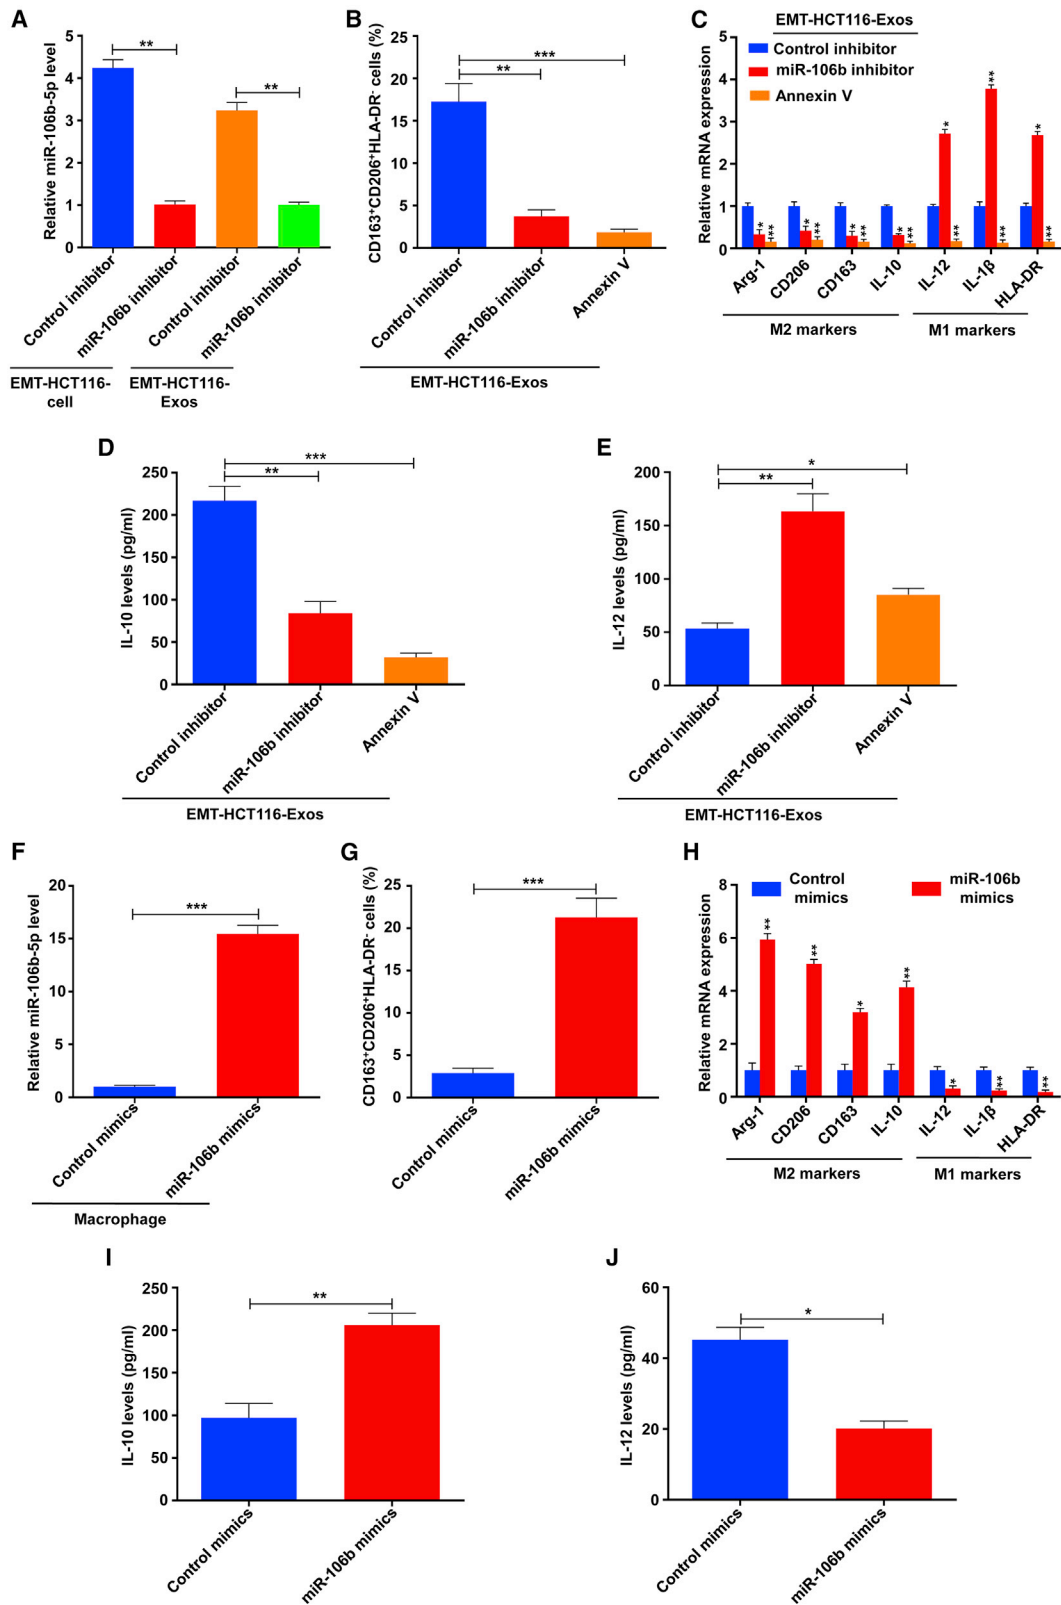 A
Relative miR-106b-5p level
5
4
3
2
1
0
**
**
Control inhibitor
miR-106b inhibitor
Control inhibitor
miR-106b inhibitor
EMT-HCT116-
cell
EMT-HCT116-
Exos
B
CD163⁺CD206⁺HLA-DR⁻ cells (%)
25
20
15
10
5
0
***
**
Control inhibitor
miR-106b inhibitor
Annexin V
EMT-HCT116-Exos
C
EMT-HCT116-Exos
Control inhibitor
miR-106b inhibitor
Annexin V
Relative mRNA expression
5
4
3
2
1
0
*
**
*
**
*
**
*
**
*
**
**
**
*
**
Arg-1
CD206
CD163
IL-10
IL-12
IL-1β
HLA-DR
M2 markers
M1 markers
D
IL-10 levels (pg/ml)
250
200
150
100
50
0
***
**
Control inhibitor
miR-106b inhibitor
Annexin V
EMT-HCT116-Exos
E
IL-12 levels (pg/ml)
200
150
100
50
0
*
**
Control inhibitor
miR-106b inhibitor
Annexin V
EMT-HCT116-Exos
F
Relative miR-106b-5p level
20
15
10
5
0
***
Control mimics
miR-106b mimics
Macrophage
G
CD163⁺CD206⁺HLA-DR⁻ cells (%)
25
20
15
10
5
0
***
Control mimics
miR-106b mimics
H
Control
mimics
miR-106b
mimics
Relative mRNA expression
8
6
4
2
0
**
**
*
**
*
**
**
Arg-1
CD206
CD163
IL-10
IL-12
IL-1β
HLA-DR
M2 markers
M1 markers
I
IL-10 levels (pg/ml)
250
200
150
100
50
0
**
Control mimics
miR-106b mimics
J
IL-12 levels (pg/ml)
60
40
20
0
*
Control mimics
miR-106b mimics